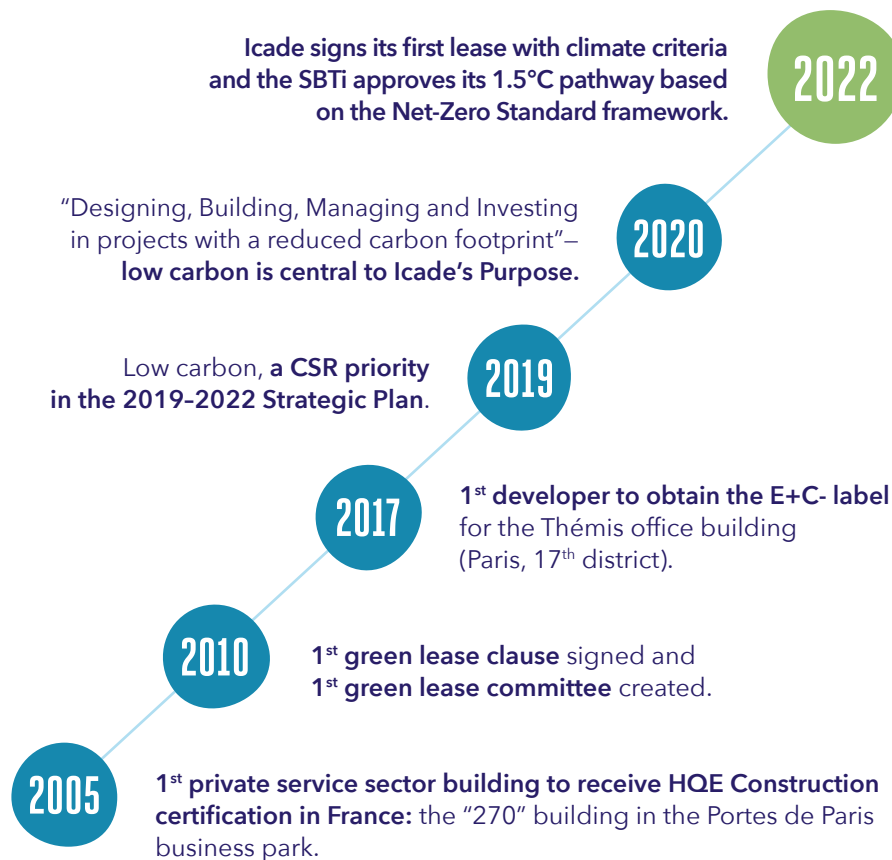 Icade signs its first lease with climate criteria
and the SBTi approves its 1.5°C pathway based
on the Net-Zero Standard framework.
2022
“Designing, Building, Managing and Investing
in projects with a reduced carbon footprint”–
low carbon is central to Icade’s Purpose.
2020
Low carbon, a CSR priority
in the 2019–2022 Strategic Plan.
2019
2017
1st developer to obtain the E+C- label
for the Thémis office building
(Paris, 17th district).
2010
1st green lease clause signed and
1st green lease committee created.
2005
1st private service sector building to receive HQE Construction
certification in France: the “270” building in the Portes de Paris
business park.